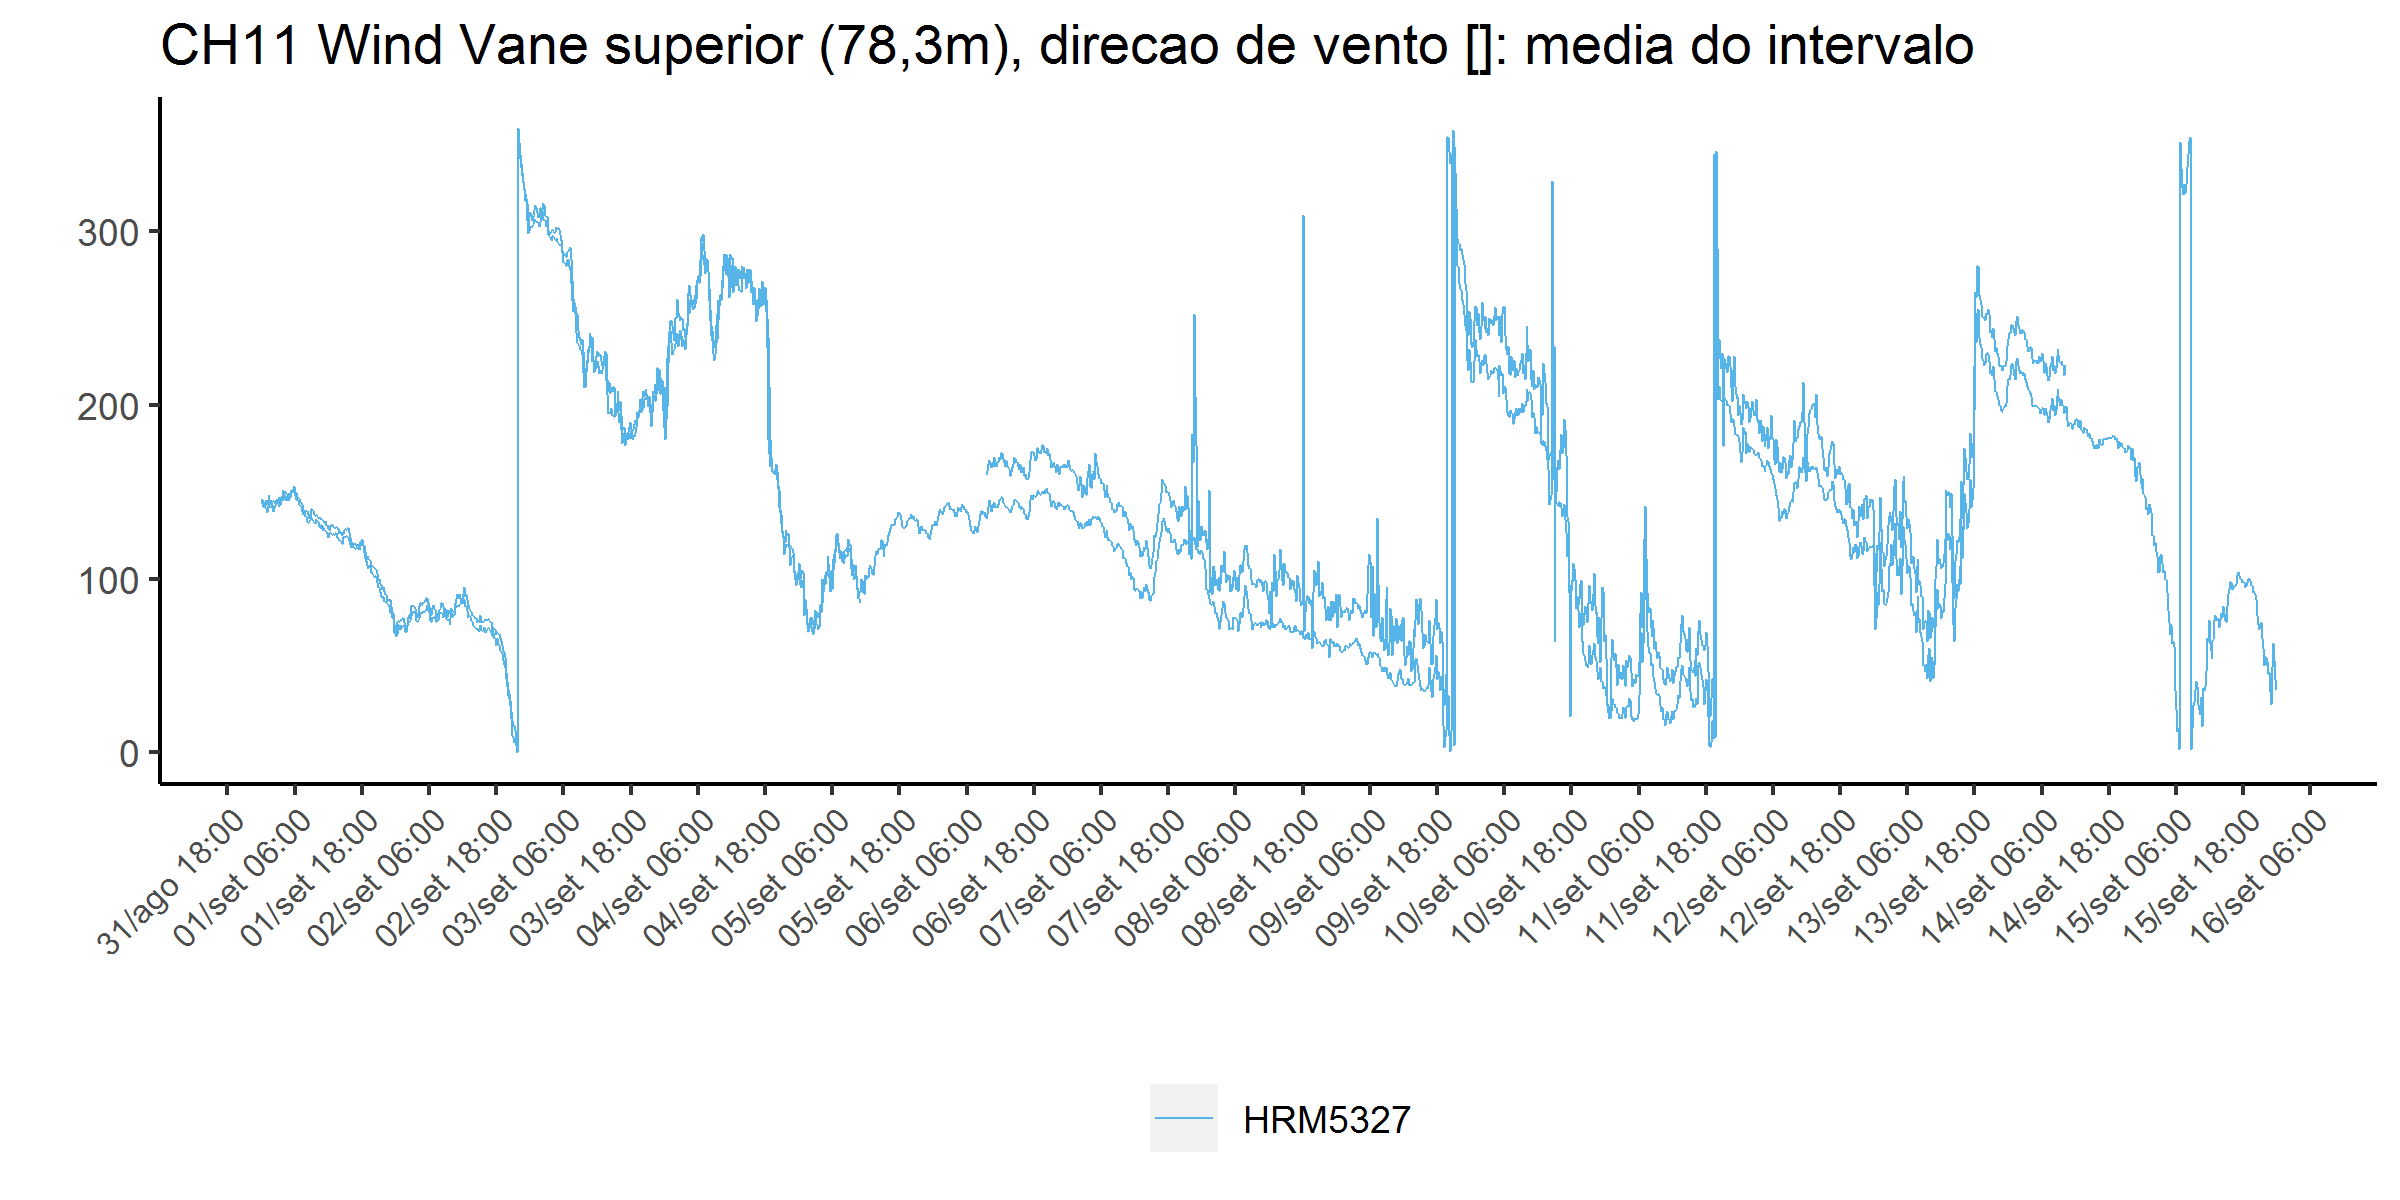 CH11 Wind Vane superior (78,3m), direcao de vento []: media do intervalo
300
200
100
0
31/ago 18:00
01/set 06:00
01/set 18:00
02/set 06:00
02/set 18:00
03/set 06:00
03/set 18:00
04/set 06:00
04/set 18:00
05/set 06:00
05/set 18:00
06/set 06:00
06/set 18:00
07/set 06:00
07/set 18:00
08/set 06:00
08/set 18:00
09/set 06:00
09/set 18:00
10/set 06:00
10/set 18:00
11/set 06:00
11/set 18:00
12/set 06:00
12/set 18:00
13/set 06:00
13/set 18:00
14/set 06:00
14/set 18:00
15/set 06:00
15/set 18:00
16/set 06:00
HRM5327